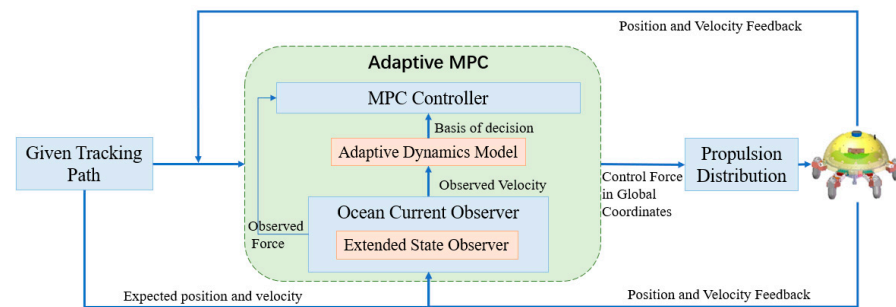 Position and Velocity Feedback
Adaptive MPC
MPC Controller
Basis of decision
Given Tracking
Path
Adaptive Dynamics Model
Propulsion
Distribution
Observed Velocity
Control Force
in Global
Coordinates
Ocean Current Observer
Observed
Force
Extended State Observer
Expected position and velocity
Position and Velocity Feedback